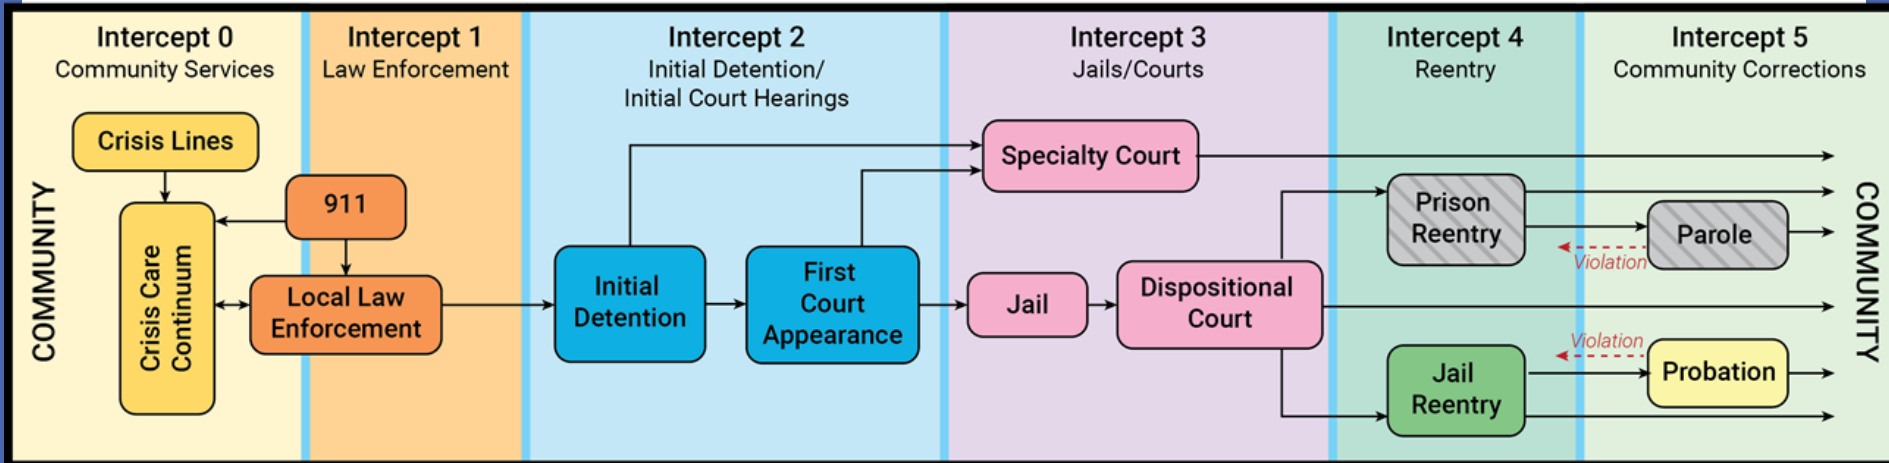 Intercept 0
Community Services
Intercept 1
Law Enforcement
Intercept 2
Initial Detention/
Initial Court Hearings
Intercept 3
Jails/Courts
Intercept 4
Reentry
Intercept 5
Community Corrections
COMMUNITY
Crisis Lines
Crisis Care
Continuum
911
Local Law
Enforcement
Initial
Detention
First
Court
Appearance
Specialty Court
Jail
Dispositional
Court
Prison
Reentry
Parole
Violation
Jail
Reentry
Violation
Probation
COMMUNITY